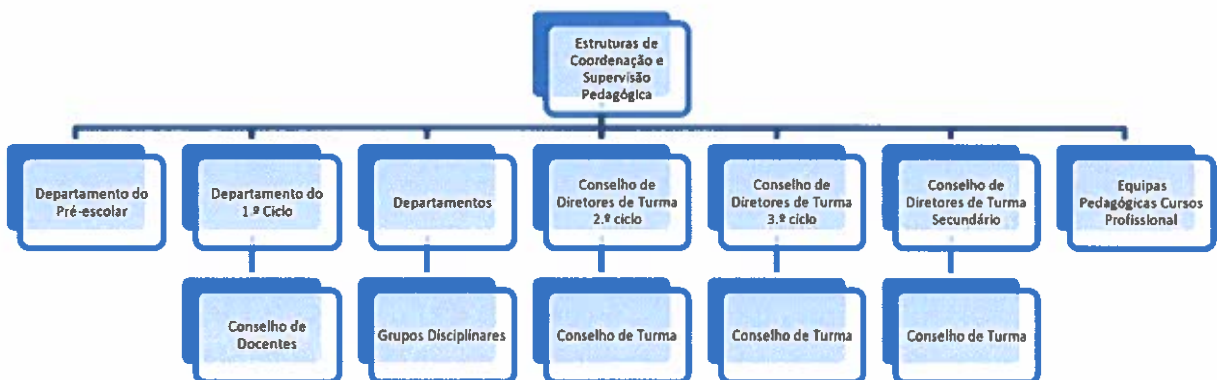 Estruturas de
Coordenação e
Supervisão
Pedagógica
Departamento do
Pré-escolar
Departamento do
1.º Ciclo
Departamentos
Conselho de
Diretores de Turma
2.º ciclo
Conselho de
Diretores de Turma
3.º ciclo
Conselho de
Diretores de Turma
Secundário
Equipas
Pedagógicas Cursos
Profissional
Conselho de
Docentes
Grupos Disciplinares
Conselho de Turma
Conselho de Turma
Conselho de Turma